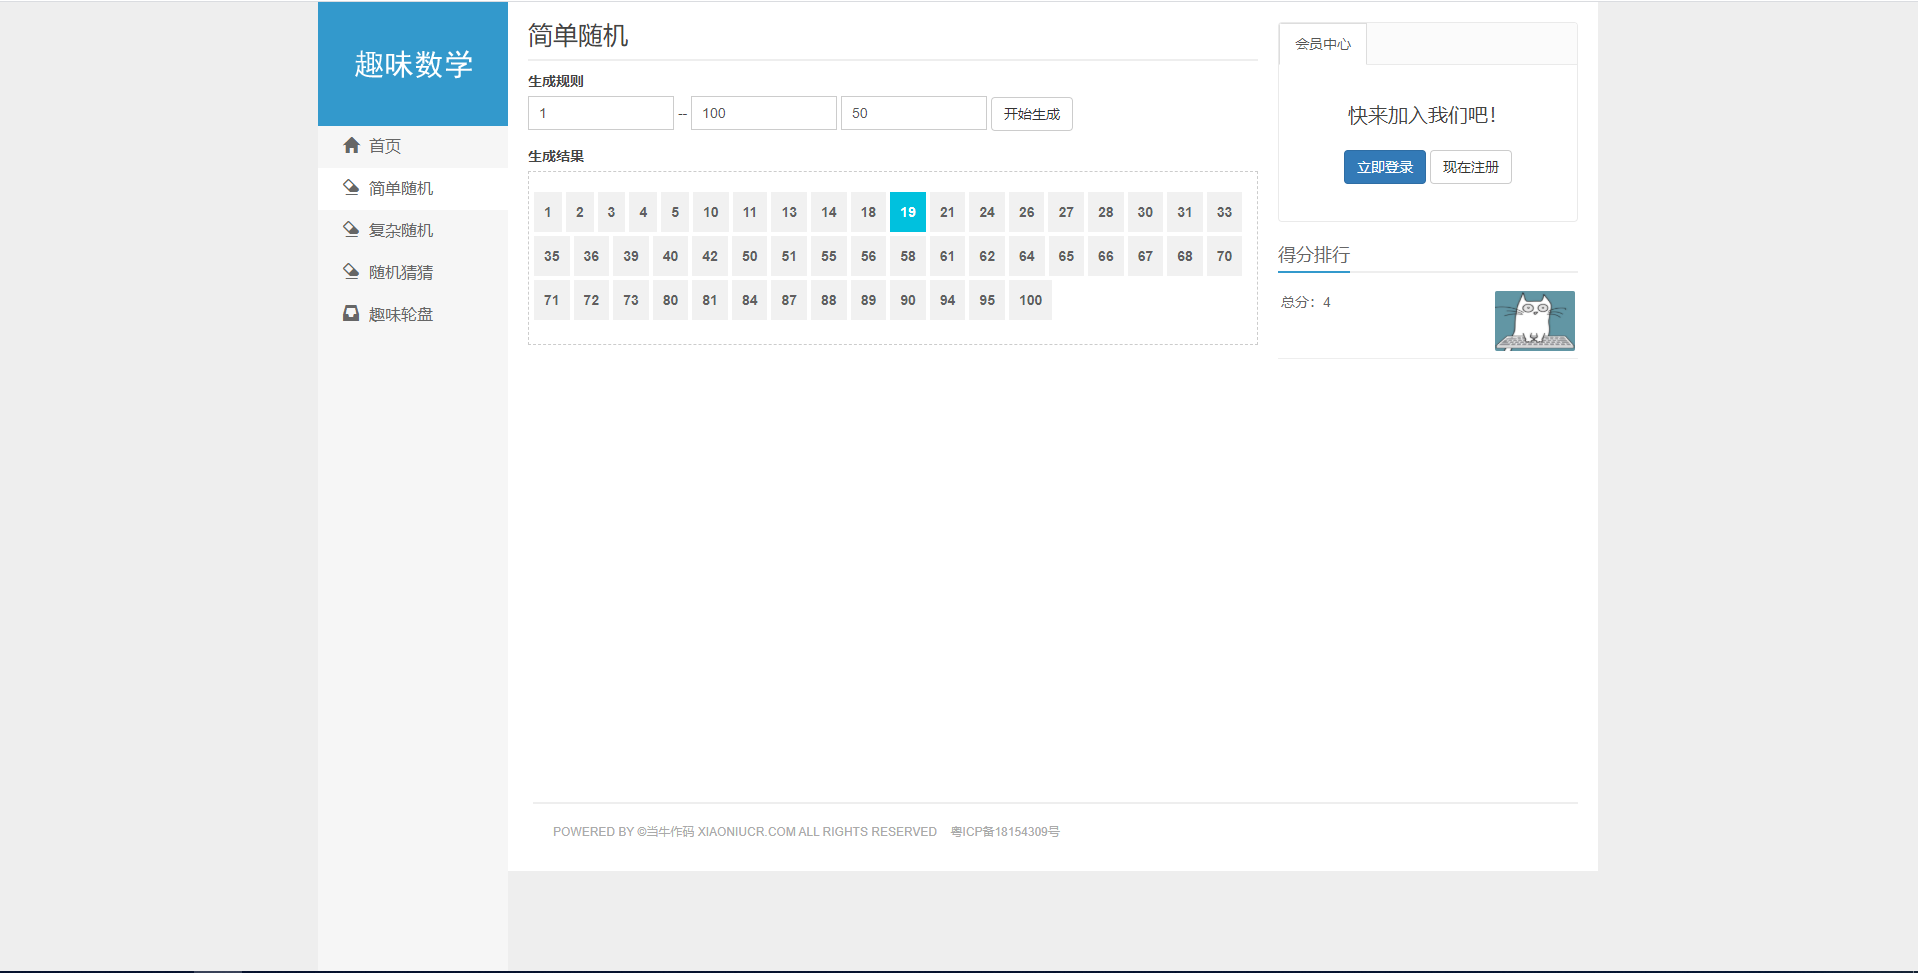 趣味数学
首页
简单随机
复杂随机
随机猜猜
趣味轮盘
简单随机
生成规则
1 -- 100 50 开始生成
生成结果
1 2 3 4 5 10 11 13 14 18 19 21 24 26 27 28 30 31 33
35 36 39 40 42 50 51 55 56 58 61 62 64 65 66 67 68 70
71 72 73 80 81 84 87 88 89 90 94 95 100
会员中心
快来加入我们吧！
立即登录 现在注册
得分排行
总分：4
POWERED BY ©当牛作码 XIAONIUCR.COM ALL RIGHTS RESERVED 粤ICP备18154309号